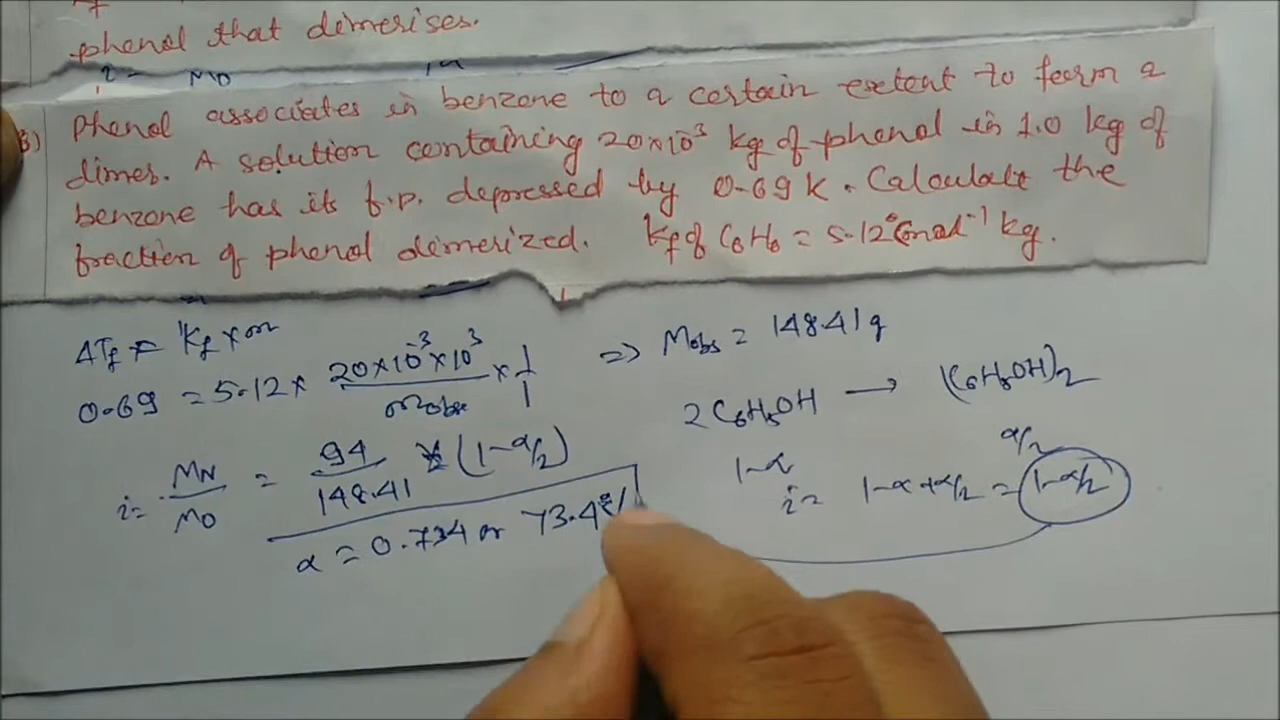 phenol that dimerises.
i= Mo
3) Phenol associates in benzene to a certain extent to form a
dimer. A solution containing 20×10⁻³ kg of phenol in 1.0 kg of
benzene has its f.p. depressed by 0.69 K. Calculate the
fraction of phenol dimerized. Kf of C6H6 = 5.12°C mol⁻¹ kg.
ΔTf = Kf × m
0.69 = 5.12 × 20×10⁻³×10³/Mobs × 1/1 => Mobs = 148.41 g
2C6H5OH → (C6H5OH)2
1-α α/2
i = MN/MO = 94/148.41 = (1-α/2)
i = 1-α+α/2 = 1-α/2
α = 0.734 or 73.4%